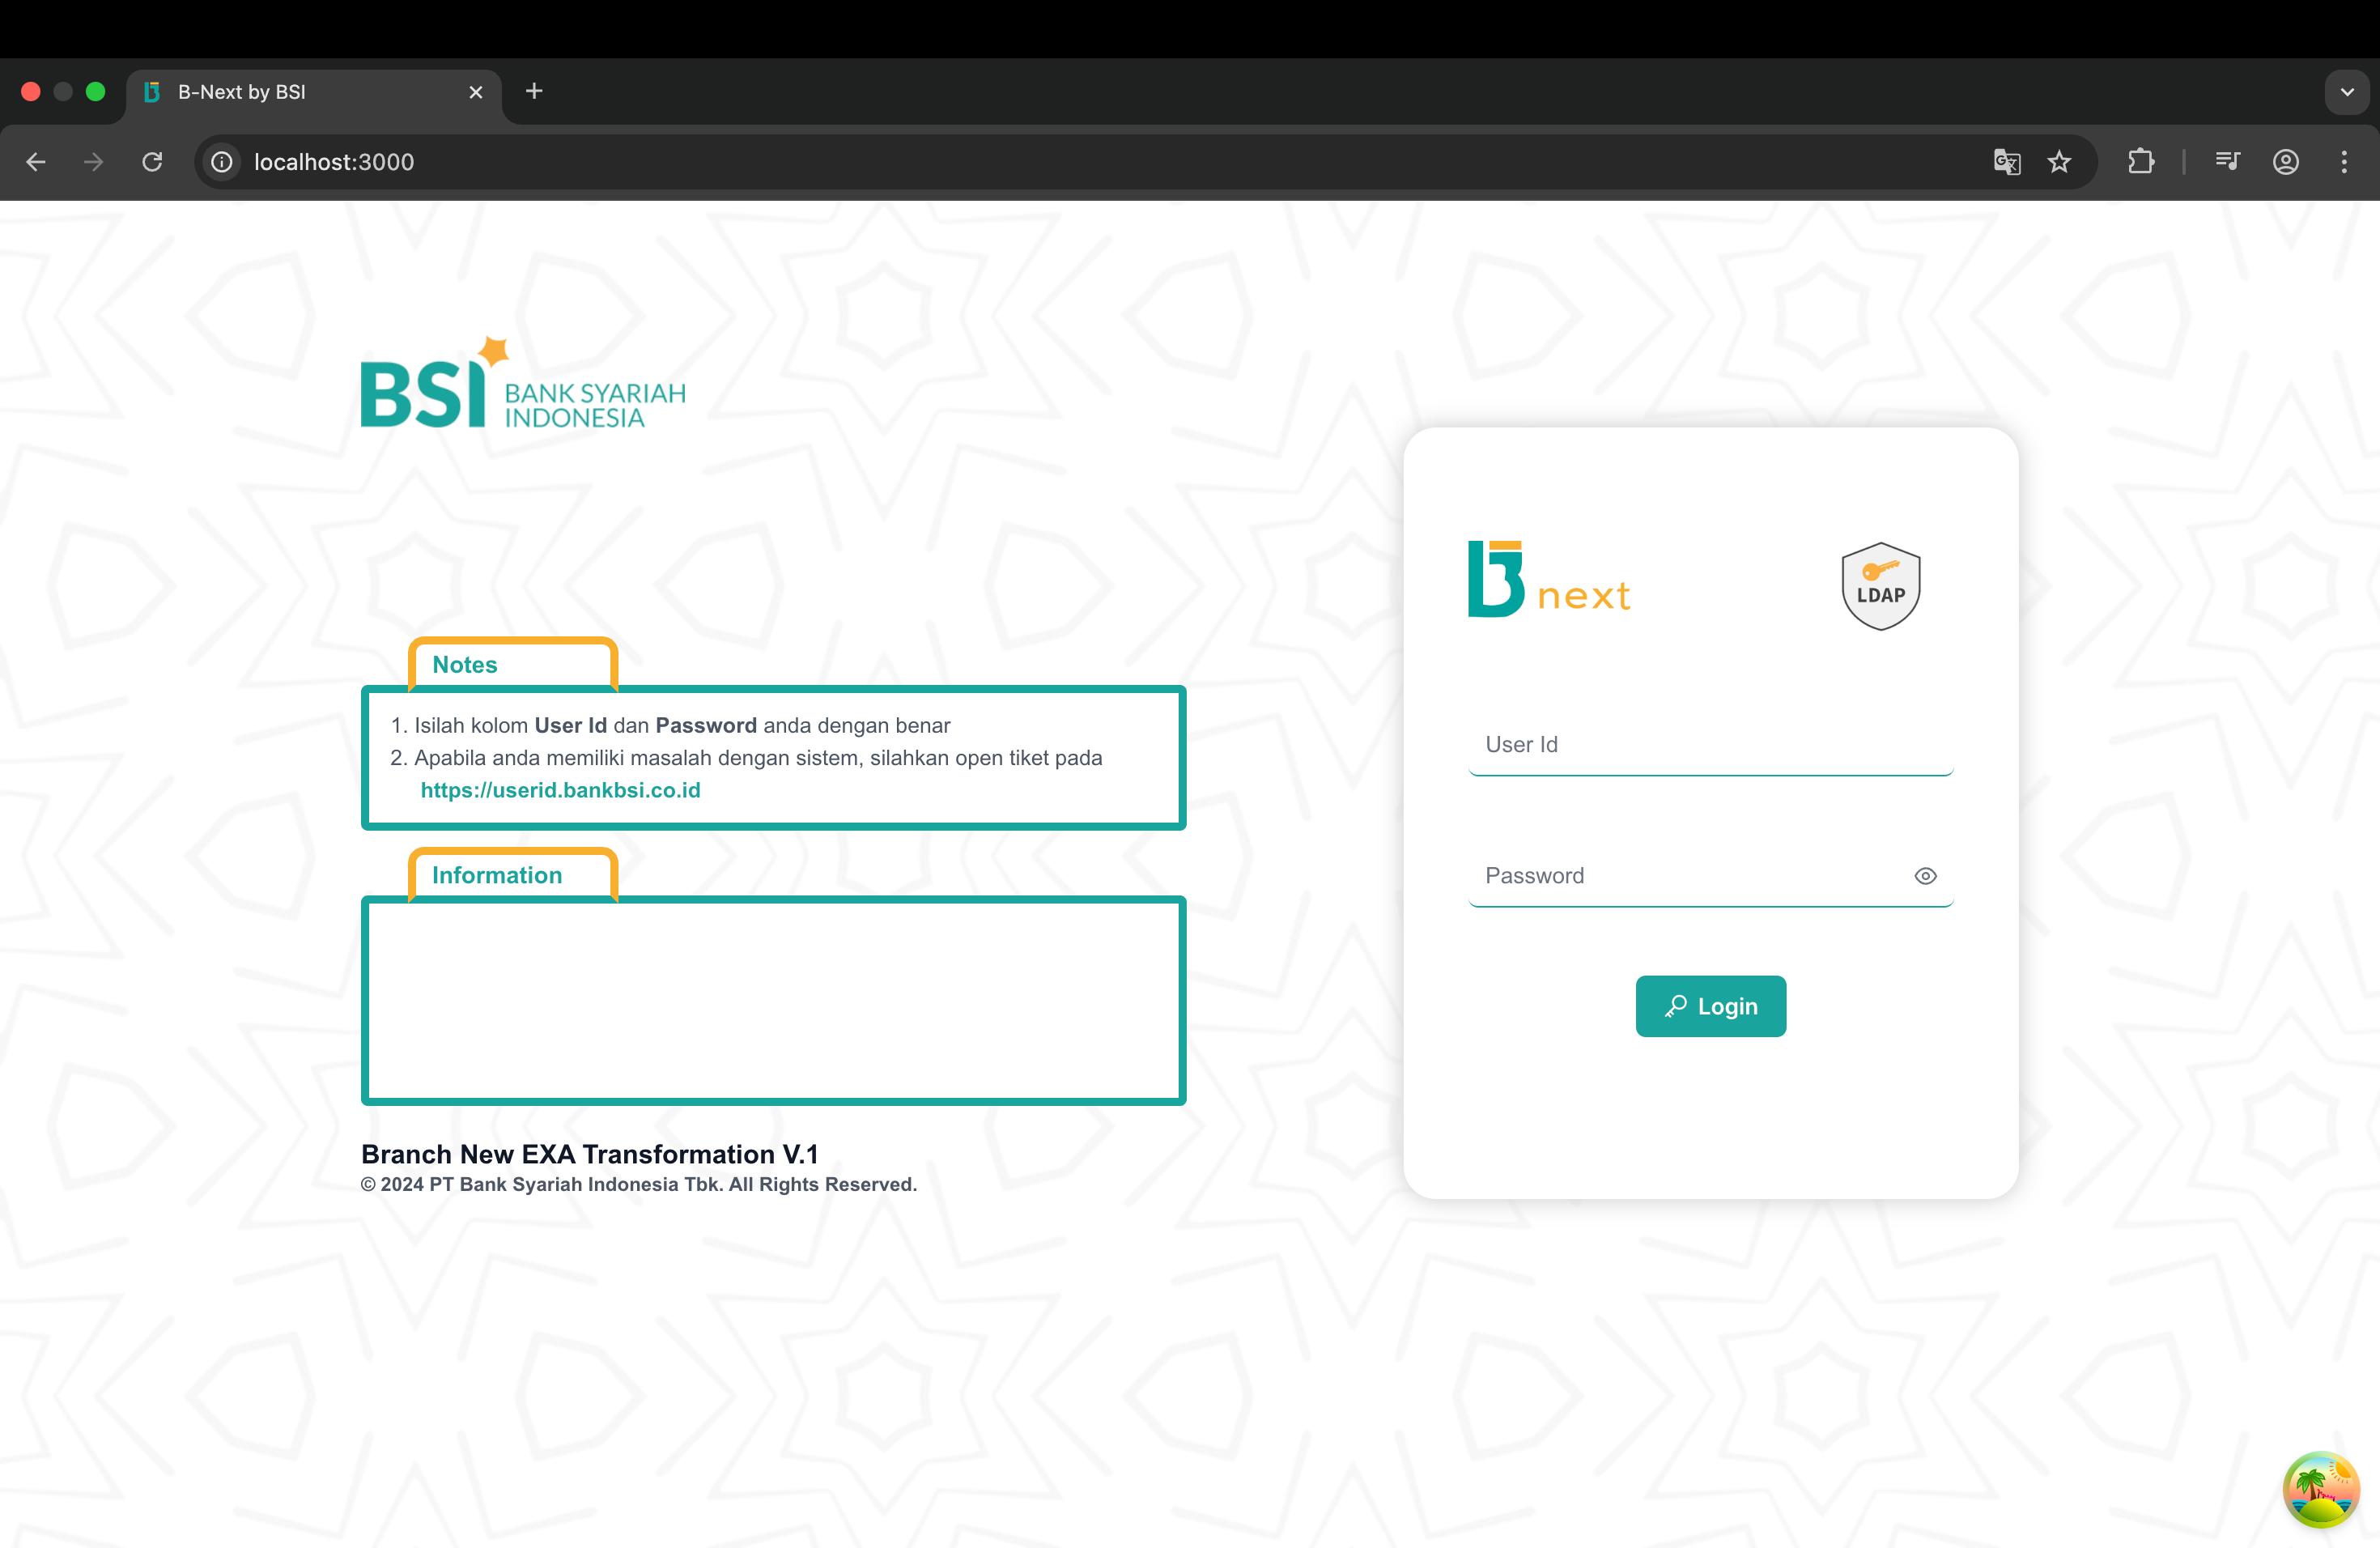 B-Next by BSI
localhost:3000
BSI BANK SYARIAH
INDONESIA
Notes
1. Isilah kolom User Id dan Password anda dengan benar
2. Apabila anda memiliki masalah dengan sistem, silahkan open tiket pada
https://userid.bankbsi.co.id
Information
Branch New EXA Transformation V.1
© 2024 PT Bank Syariah Indonesia Tbk. All Rights Reserved.
B next
LDAP
User Id
Password
Login